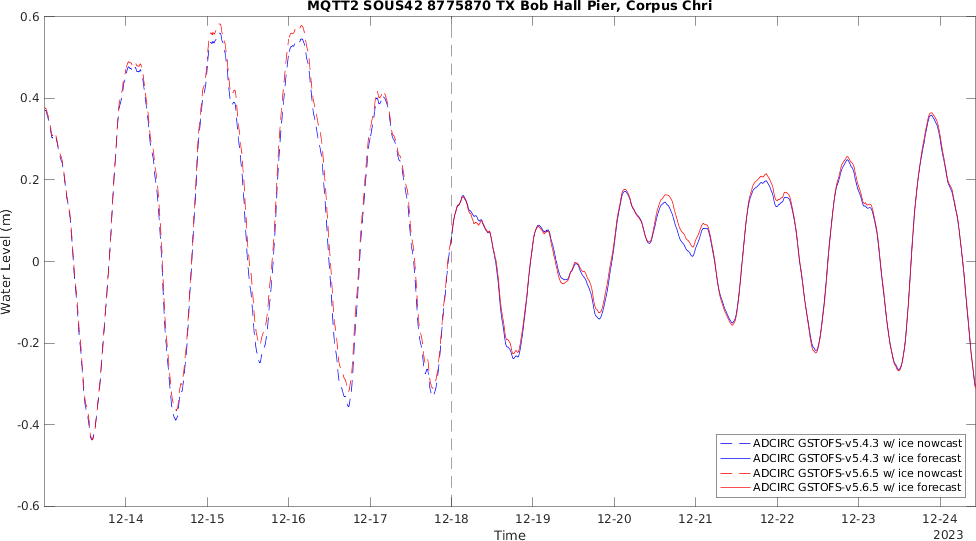 MQTT2 SOUS42 8775870 TX Bob Hall Pier, Corpus Chri
0.6
0.4
0.2
0
-0.2
-0.4
-0.6
Water Level (m)
ADCIRC GSTOFS-v5.4.3 w/ ice nowcast
ADCIRC GSTOFS-v5.4.3 w/ ice forecast
ADCIRC GSTOFS-v5.6.5 w/ ice nowcast
ADCIRC GSTOFS-v5.6.5 w/ ice forecast
12-14 12-15 12-16 12-17 12-18 12-19 12-20 12-21 12-22 12-23 12-24
Time
2023